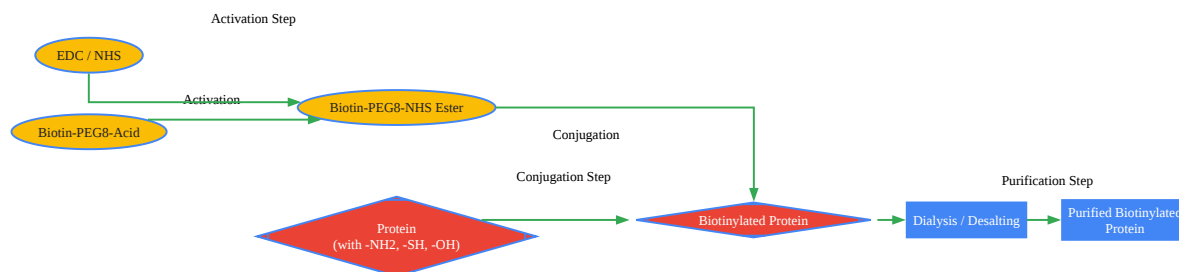 Activation Step
EDC / NHS
Activation
Biotin-PEG8-NHS Ester
Biotin-PEG8-Acid
Conjugation
Conjugation Step
Purification Step
Protein
(with -NH2, -SH, -OH)
Biotinylated Protein
Dialysis / Desalting
Purified Biotinylated
Protein